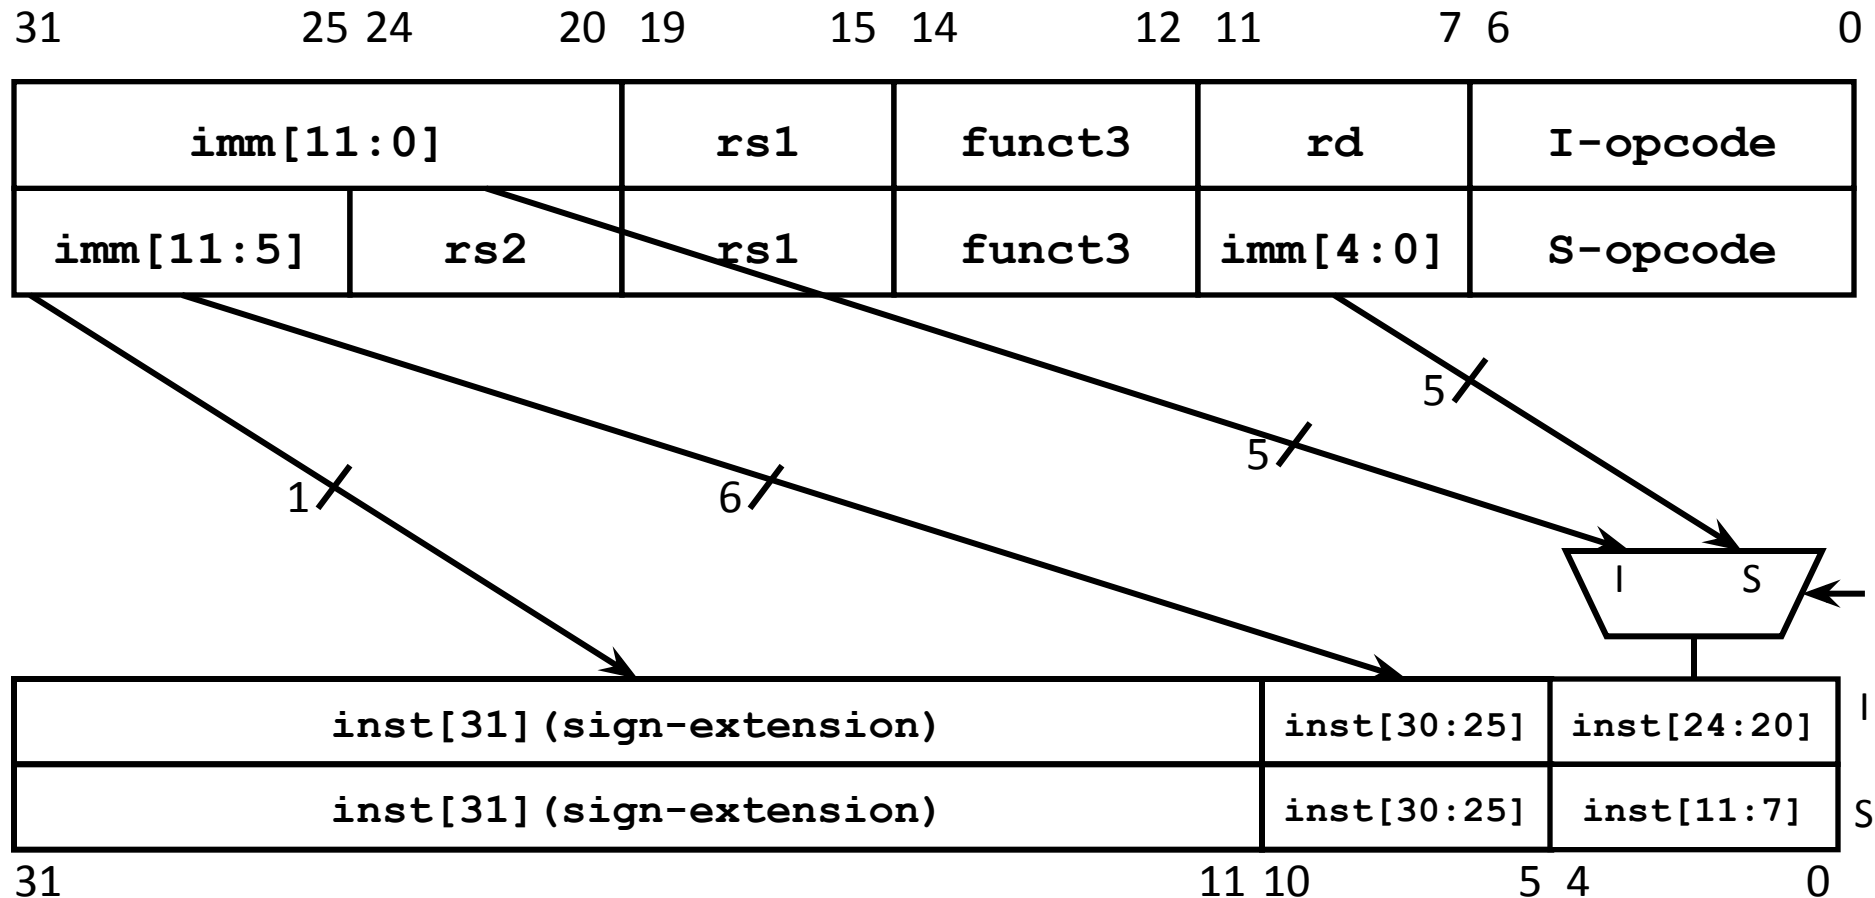 31 25 24 20 19 15 14 12 11 7 6 0
imm[11:0] rs1 funct3 rd I-opcode
imm[11:5] rs2 rs1 funct3 imm[4:0] S-opcode
5
5
1 6
I S
inst[31](sign-extension) inst[30:25] inst[24:20] I
inst[31](sign-extension) inst[30:25] inst[11:7] S
31 11 10 5 4 0